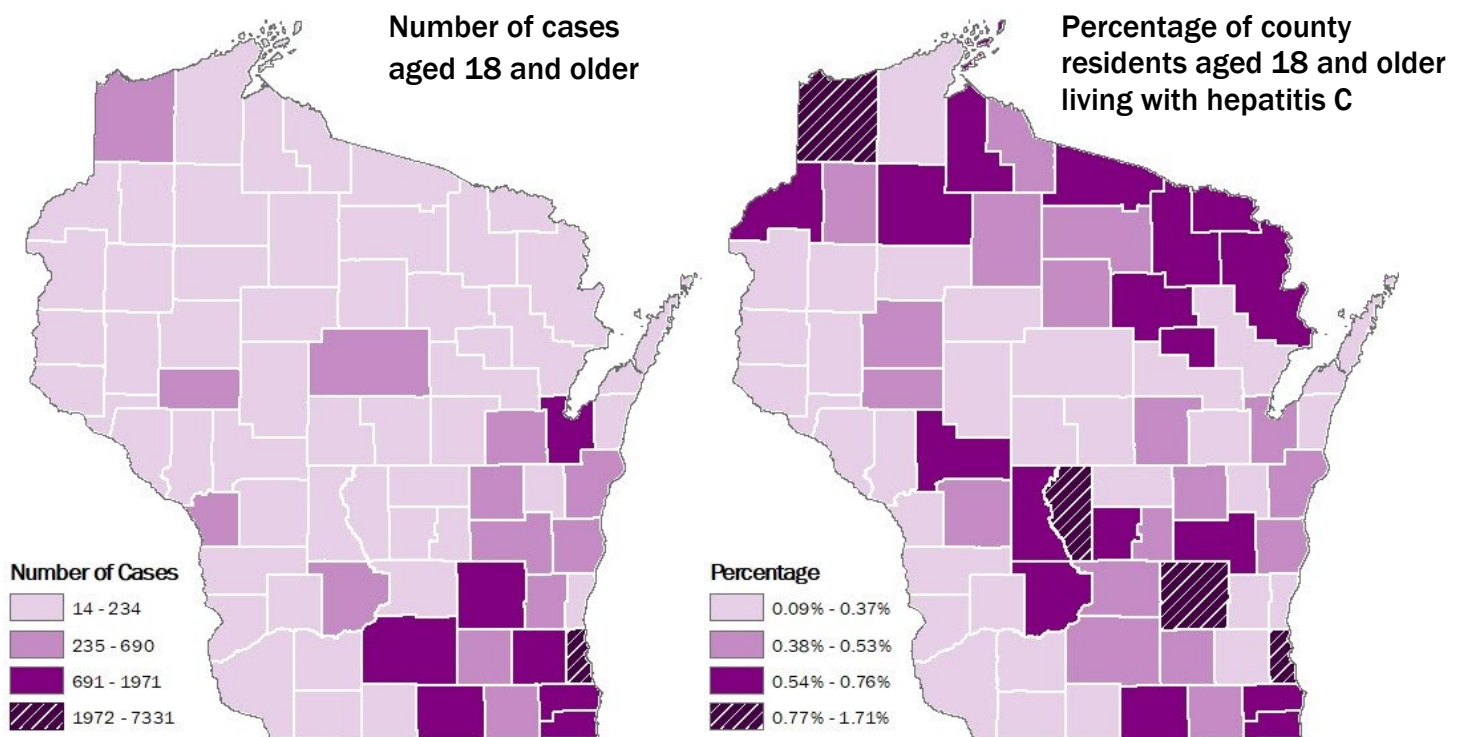 Number of cases
aged 18 and older
Number of Cases
14 - 234
235 - 690
691 - 1971
1972 - 7331
Percentage of county
residents aged 18 and older
living with hepatitis C
Percentage
0.09% - 0.37%
0.38% - 0.53%
0.54% - 0.76%
0.77% - 1.71%